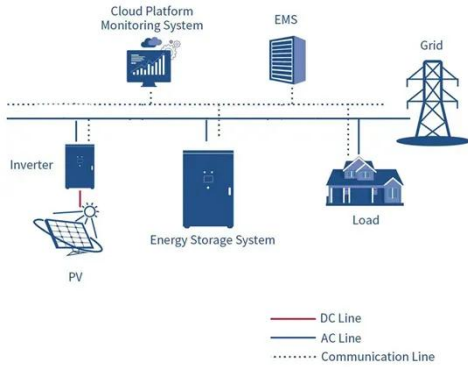 Cloud Platform
Monitoring System
EMS
Grid
Inverter
Energy Storage System
Load
PV
DC Line
AC Line
Communication Line